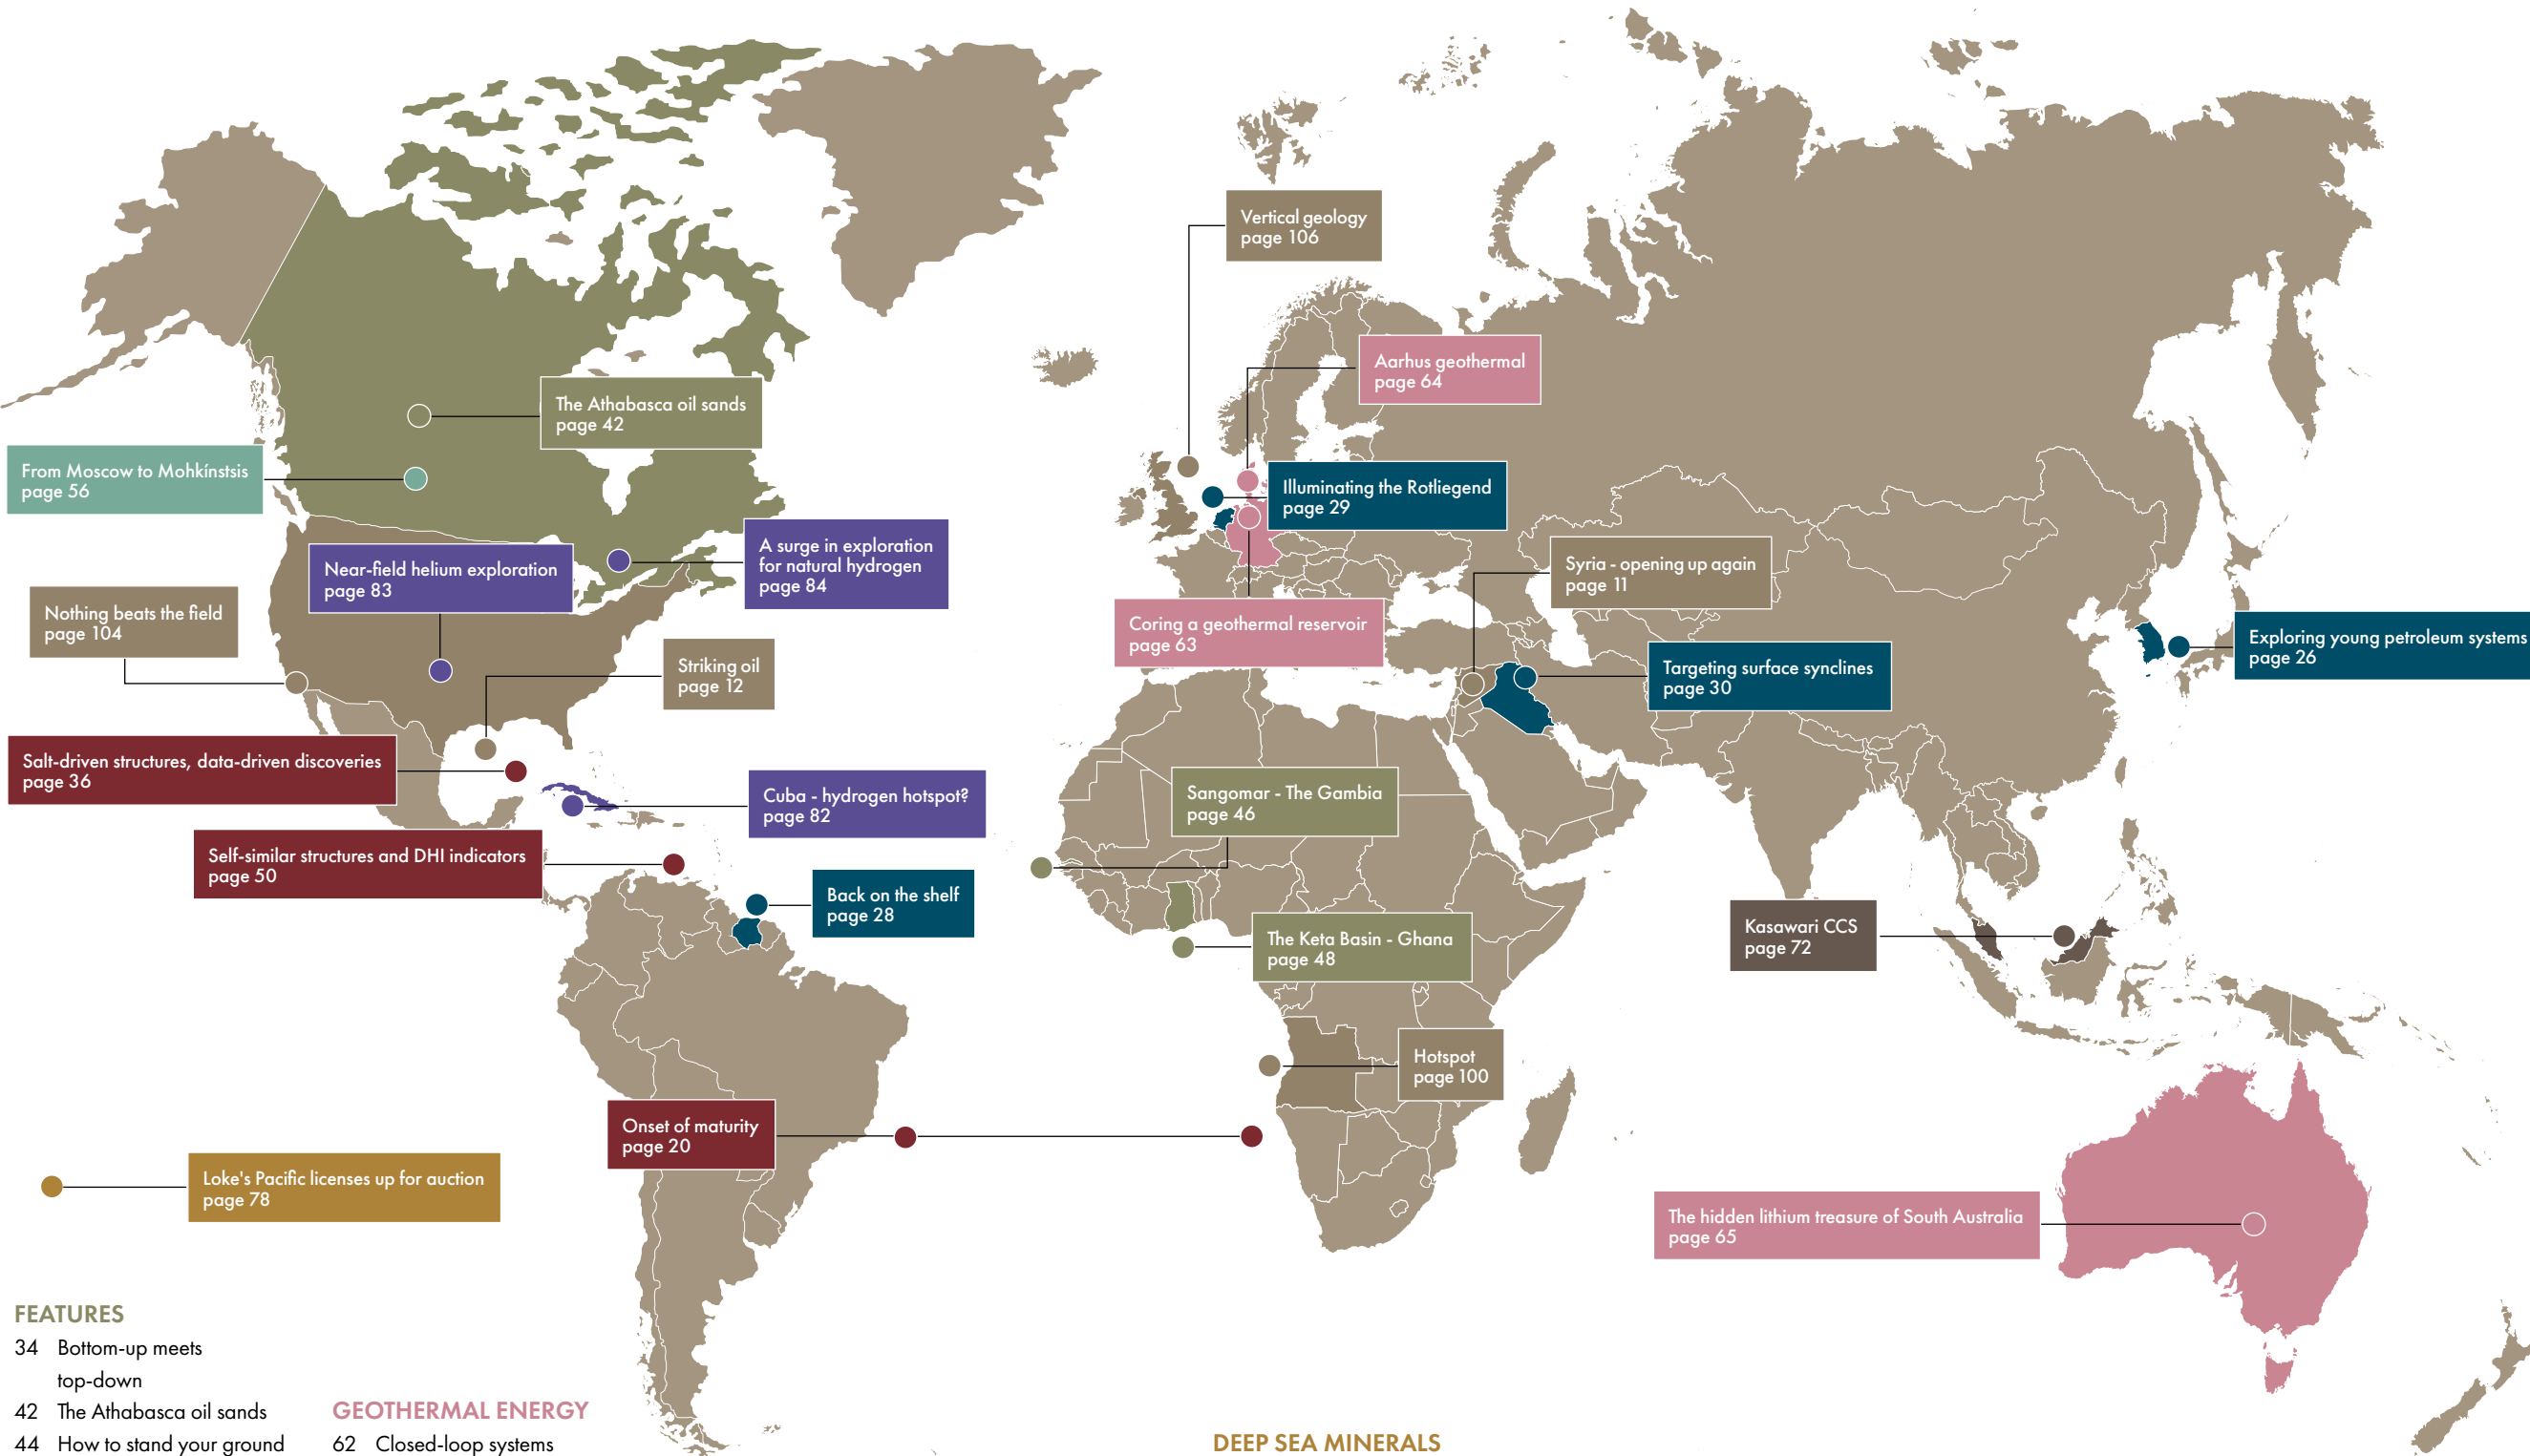 Vertical geology
page 106
Aarhus geothermal
page 64
The Athabasca oil sands
page 42
From Moscow to Mohkínstsis
page 56
Illuminating the Rotliegend
page 29
A surge in exploration
for natural hydrogen
page 84
Near-field helium exploration
page 83
Syria - opening up again
page 11
Nothing beats the field
page 104
Coring a geothermal reservoir
page 63
Exploring young petroleum systems
page 26
Striking oil
page 12
Targeting surface synclines
page 30
Salt-driven structures, data-driven discoveries
page 36
Cuba - hydrogen hotspot?
page 82
Sangomar - The Gambia
page 46
Self-similar structures and DHI indicators
page 50
Back on the shelf
page 28
Kasawari CCS
page 72
The Keta Basin - Ghana
page 48
Hotspot
page 100
Onset of maturity
page 20
Loke's Pacific licenses up for auction
page 78
The hidden lithium treasure of South Australia
page 65
FEATURES
34 Bottom-up meets
top-down
42 The Athabasca oil sands
44 How to stand your ground
GEOTHERMAL ENERGY
62 Closed-loop systems
DEEP SEA MINERALS